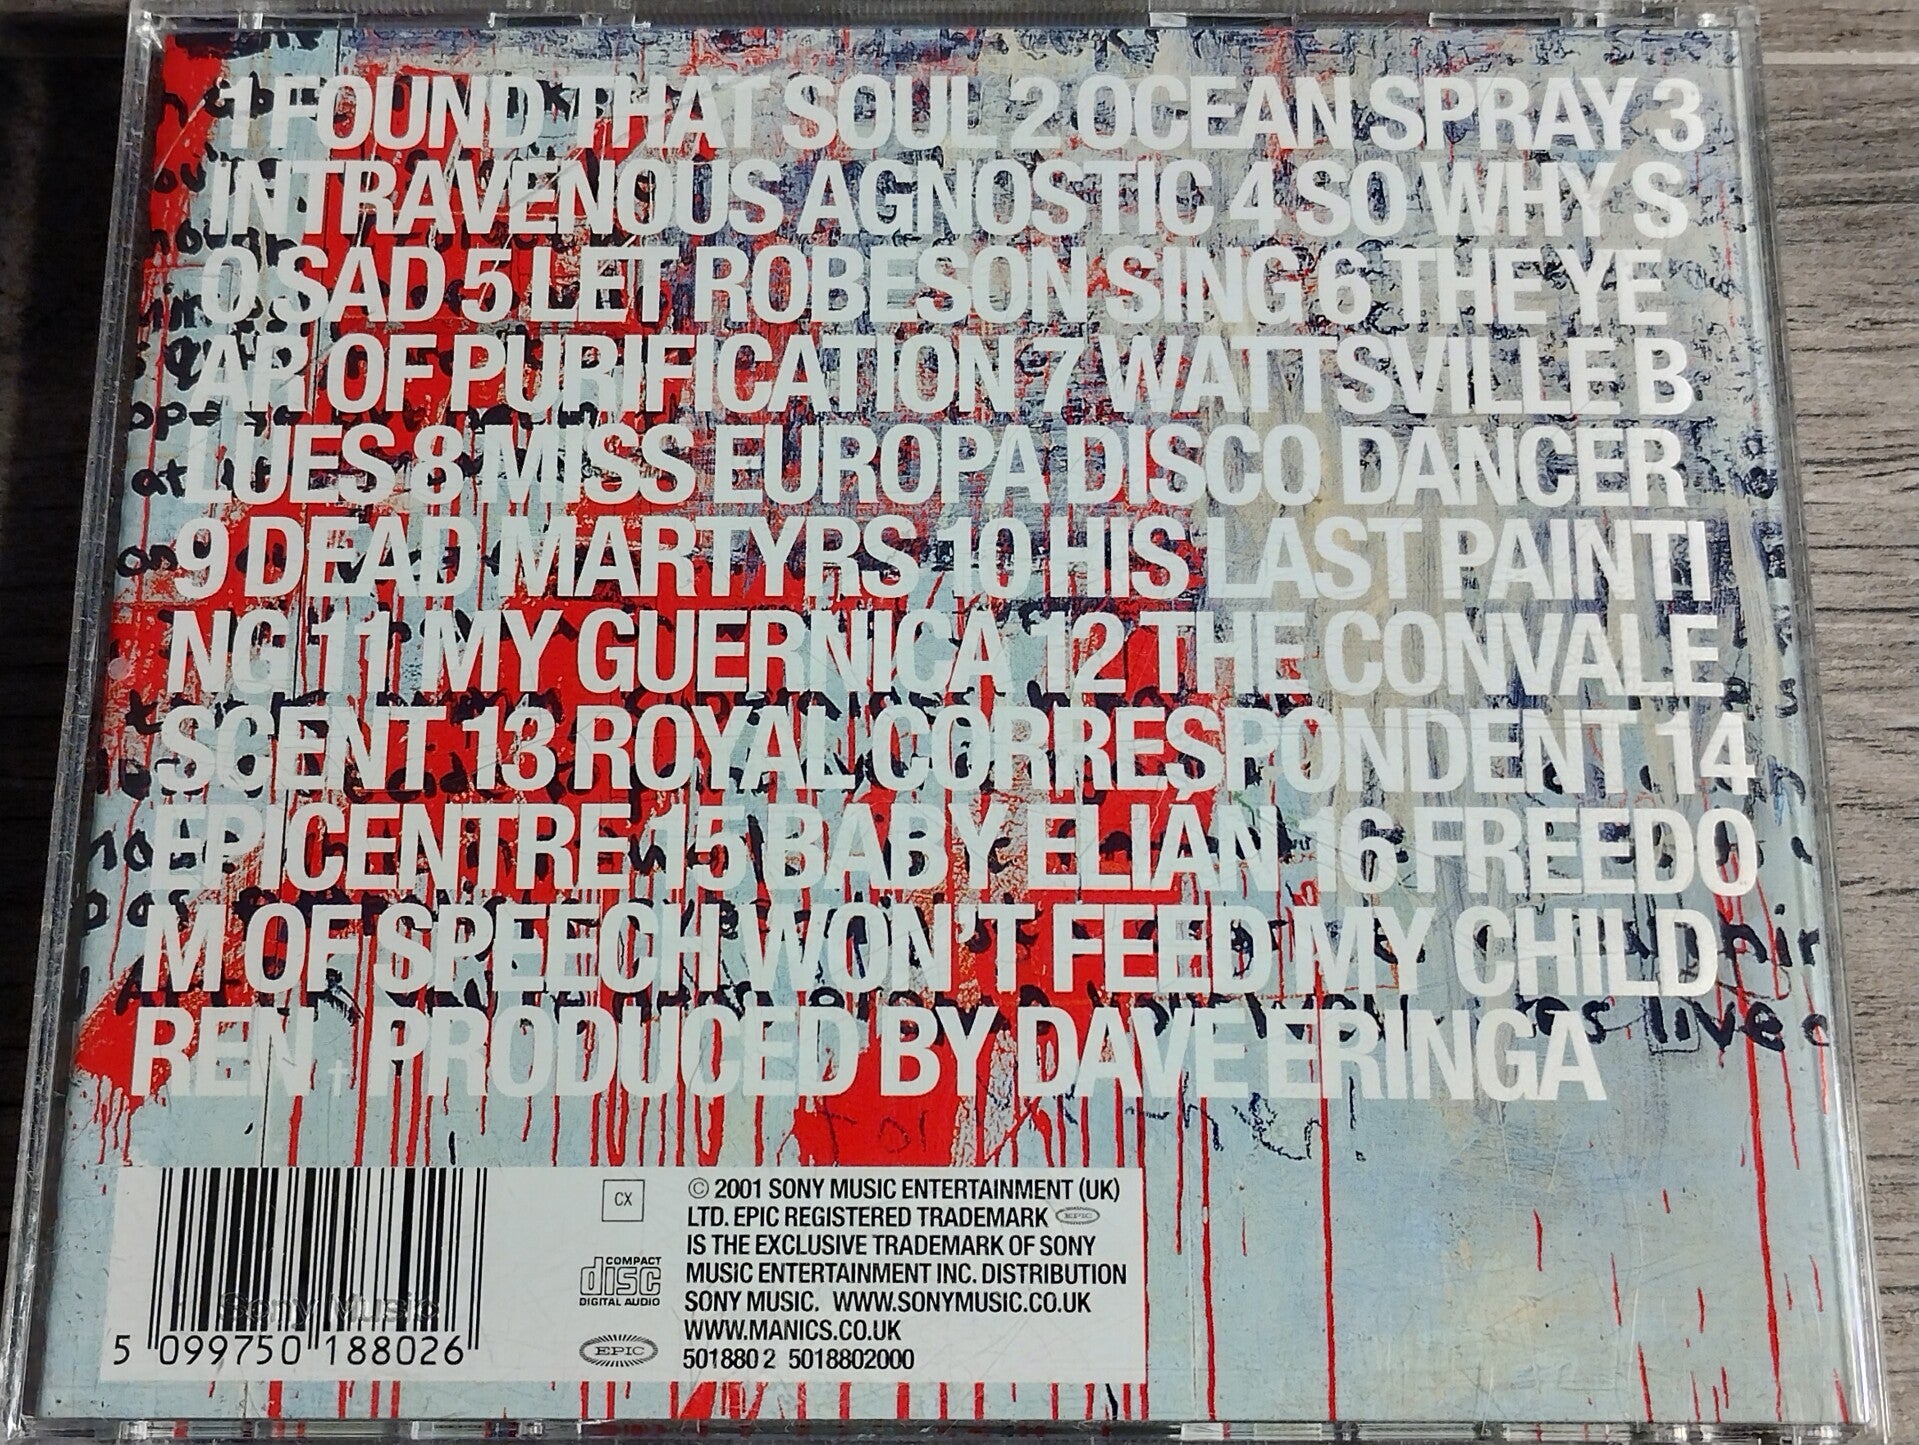 1 FOUND THAT SOUL 2 OCEAN SPRAY 3
INTRAVENOUS AGNOSTIC 4 SO WHY S
O SAD 5 LET ROBESON SING 6 THE YE
AR OF PURIFICATION 7 WATTSVILLE B
LUES 8 MISS EUROPA DISCO DANCER
9 DEAD MARTYRS 10 HIS LAST PAINTI
NG 11 MY GUERNICA 12 THE CONVALE
SCENT 13 ROYAL CORRESPONDENT 14
EPICENTRE 15 BABY ELIÁN 16 FREEDO
M OF SPEECH WON'T FEED MY CHILD
REN + PRODUCED BY DAVE ERINGA
as live
CX
COMPACT
disc
DIGITAL AUDIO
EPIC
Sony Music
5 099750 188026
© 2001 SONY MUSIC ENTERTAINMENT (UK)
LTD. EPIC REGISTERED TRADEMARK EPIC
IS THE EXCLUSIVE TRADEMARK OF SONY
MUSIC ENTERTAINMENT INC. DISTRIBUTION
SONY MUSIC. WWW.SONYMUSIC.CO.UK
WWW.MANICS.CO.UK
501880 2 5018802000